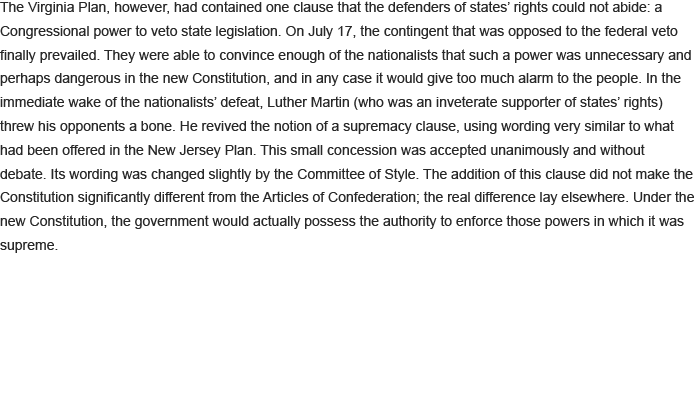 The Virginia Plan, however, had contained one clause that the defenders of states’ rights could not abide: a
Congressional power to veto state legislation. On July 17, the contingent that was opposed to the federal veto
finally prevailed. They were able to convince enough of the nationalists that such a power was unnecessary and
perhaps dangerous in the new Constitution, and in any case it would give too much alarm to the people. In the
immediate wake of the nationalists’ defeat, Luther Martin (who was an inveterate supporter of states’ rights)
threw his opponents a bone. He revived the notion of a supremacy clause, using wording very similar to what
had been offered in the New Jersey Plan. This small concession was accepted unanimously and without
debate. Its wording was changed slightly by the Committee of Style. The addition of this clause did not make the
Constitution significantly different from the Articles of Confederation; the real difference lay elsewhere. Under the
new Constitution, the government would actually possess the authority to enforce those powers in which it was
supreme.